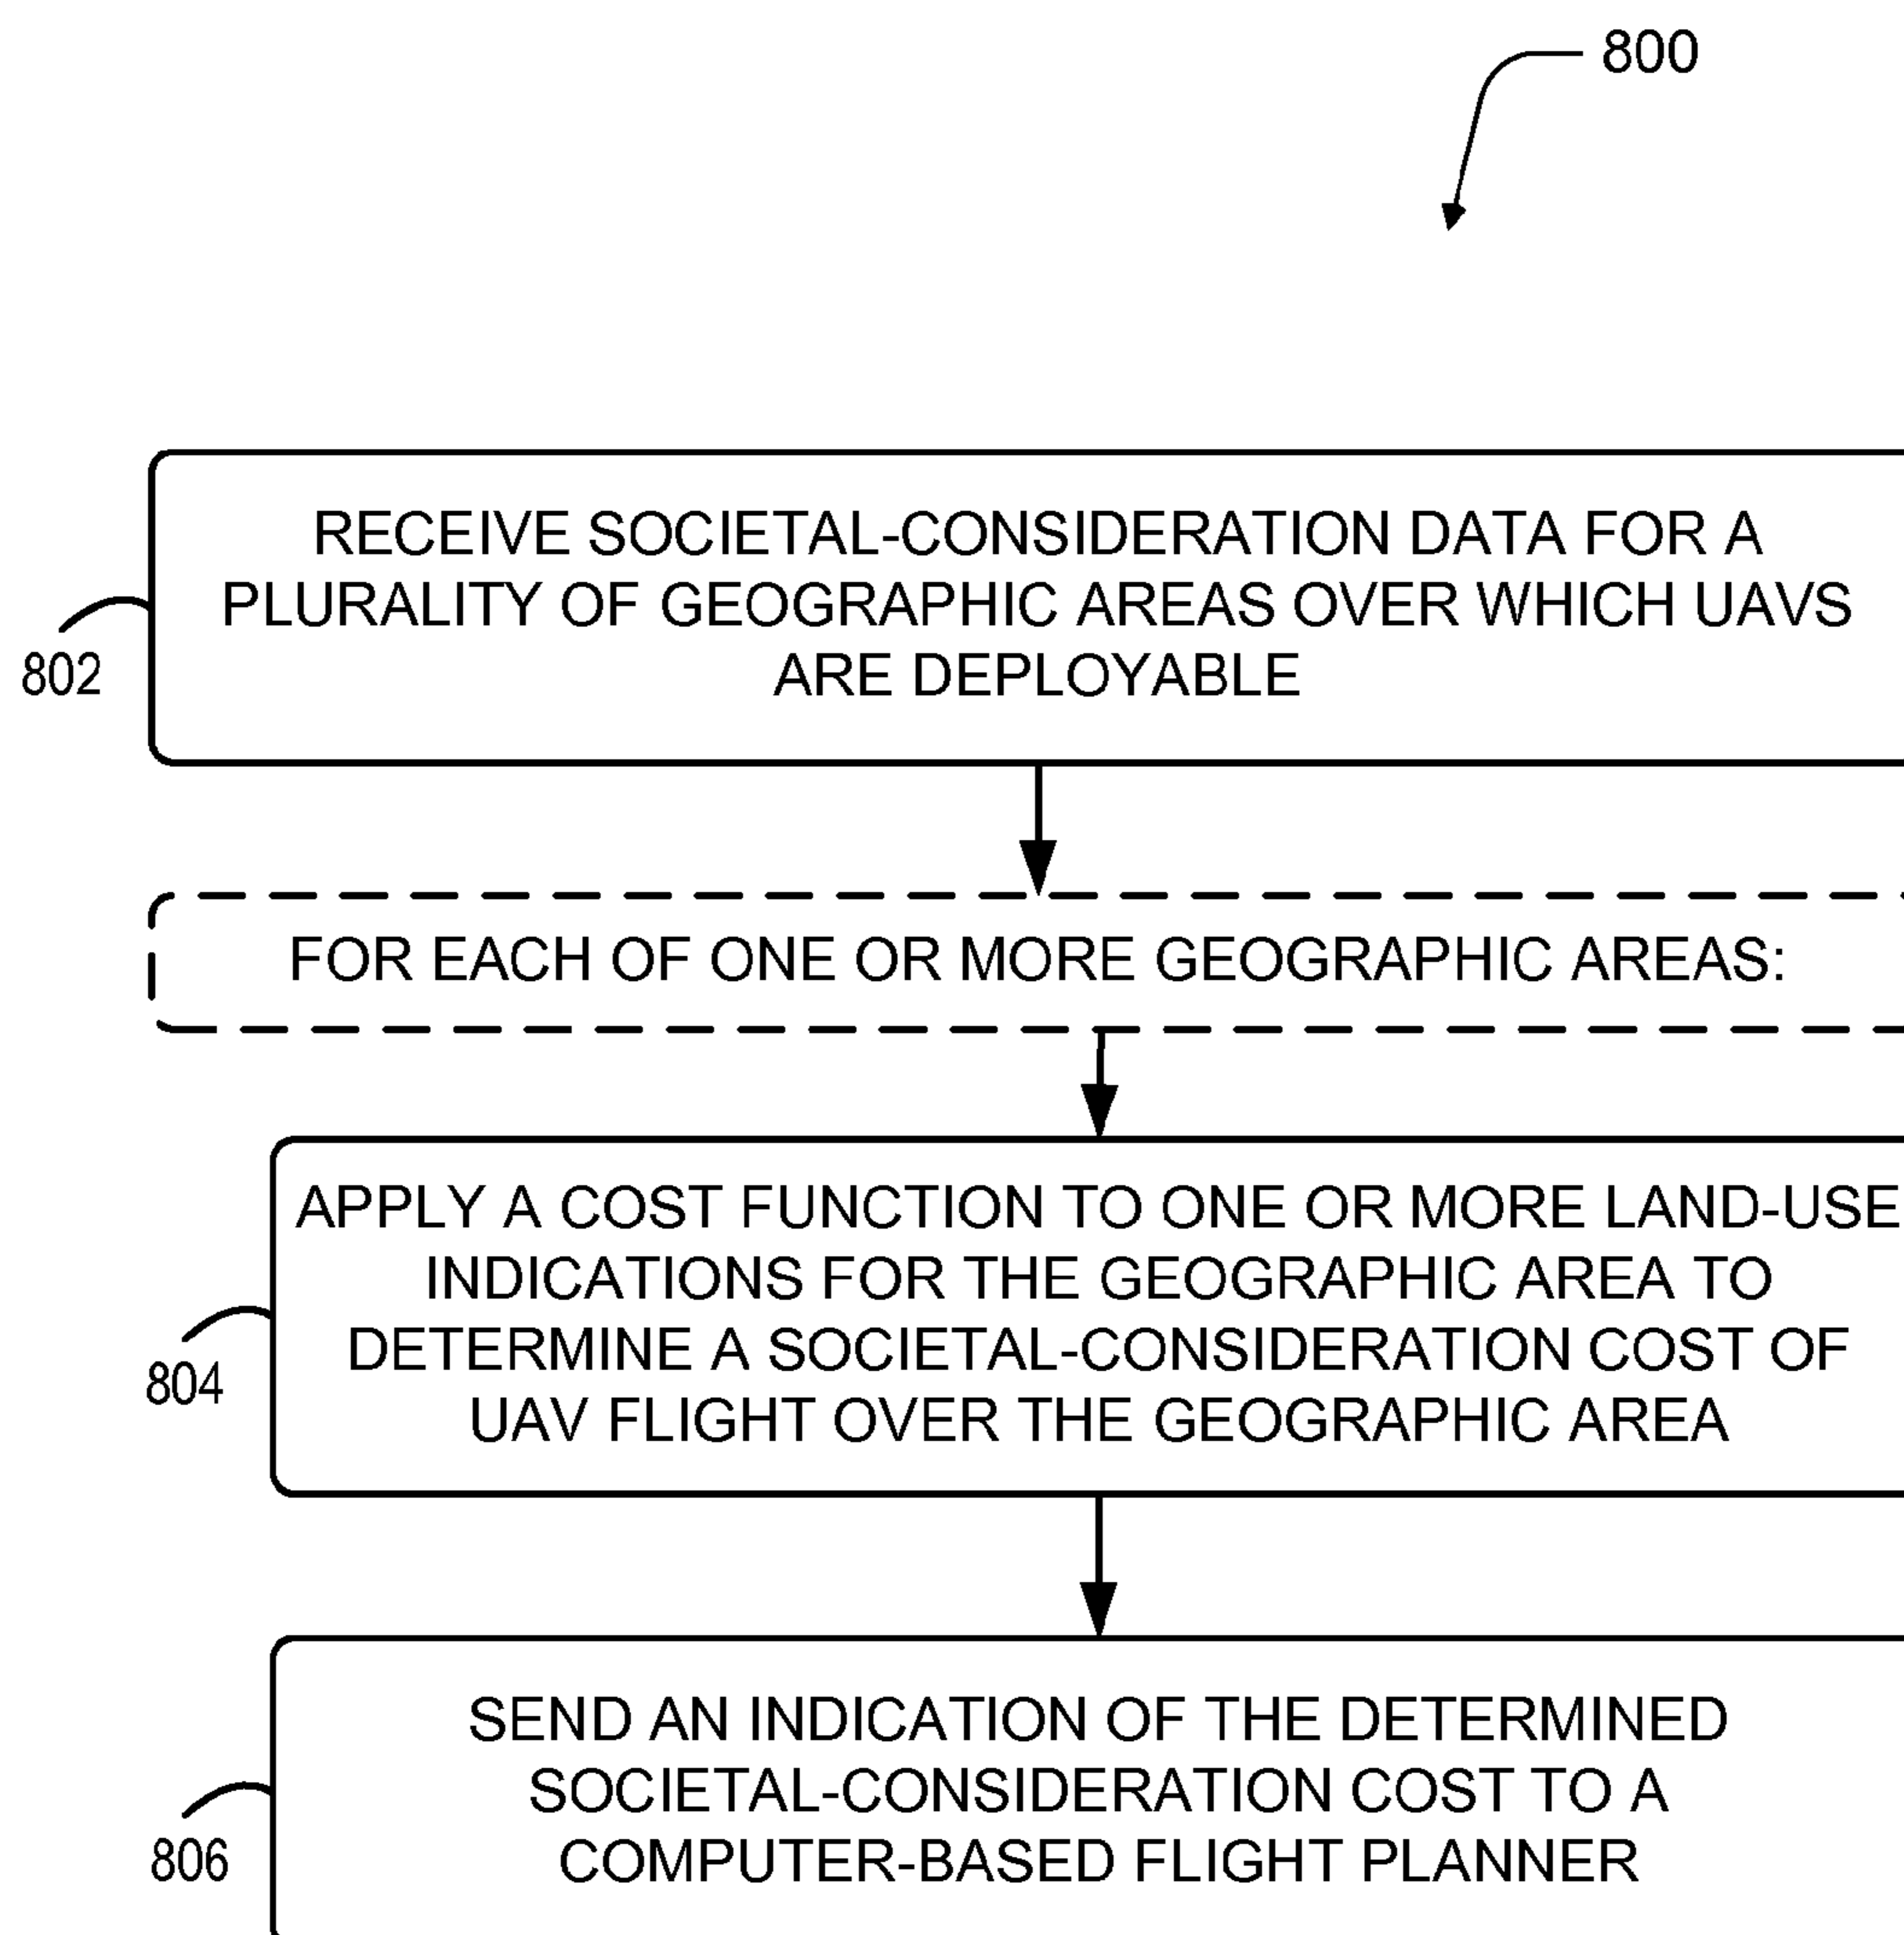 800
RECEIVE SOCIETAL-CONSIDERATION DATA FOR A
PLURALITY OF GEOGRAPHIC AREAS OVER WHICH UAVS
ARE DEPLOYABLE
802
FOR EACH OF ONE OR MORE GEOGRAPHIC AREAS:
APPLY A COST FUNCTION TO ONE OR MORE LAND-USE
INDICATIONS FOR THE GEOGRAPHIC AREA TO
DETERMINE A SOCIETAL-CONSIDERATION COST OF
UAV FLIGHT OVER THE GEOGRAPHIC AREA
804
SEND AN INDICATION OF THE DETERMINED
SOCIETAL-CONSIDERATION COST TO A
COMPUTER-BASED FLIGHT PLANNER
806